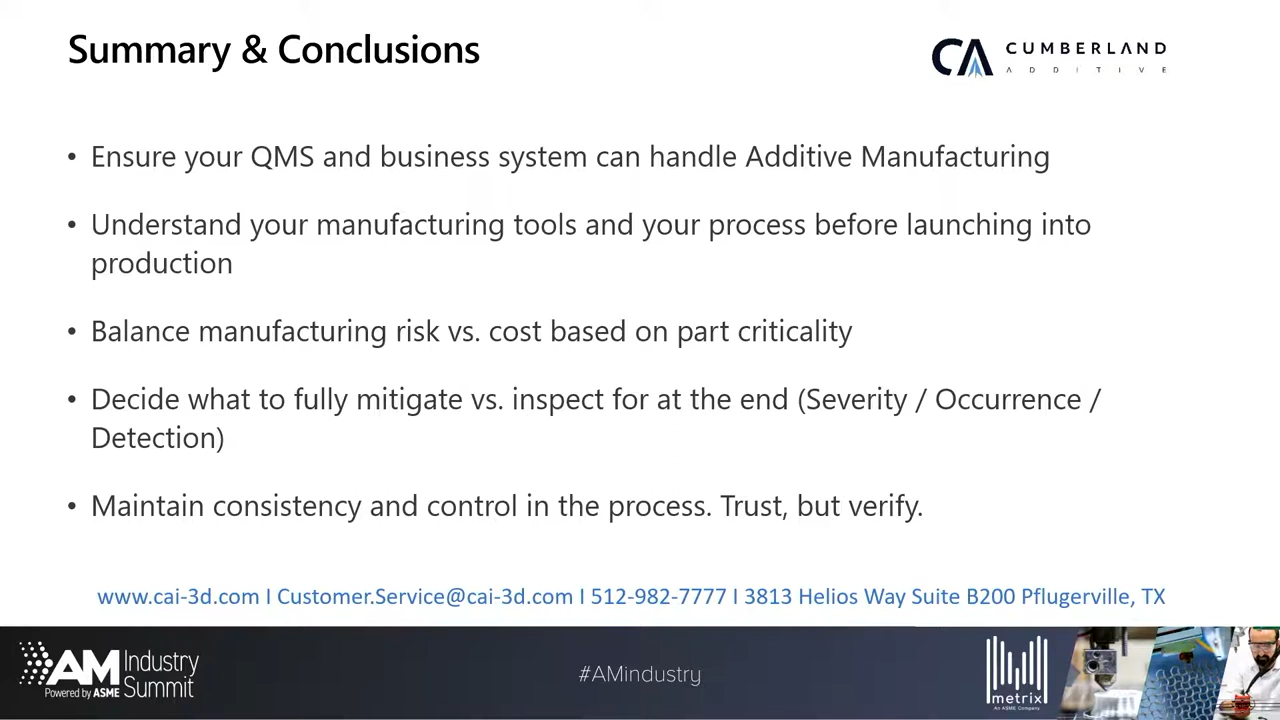 Summary & Conclusions
CA CUMBERLAND
ADDITIVE
• Ensure your QMS and business system can handle Additive Manufacturing
• Understand your manufacturing tools and your process before launching into
production
• Balance manufacturing risk vs. cost based on part criticality
• Decide what to fully mitigate vs. inspect for at the end (Severity / Occurrence /
Detection)
• Maintain consistency and control in the process. Trust, but verify.
www.cai-3d.com I Customer.Service@cai-3d.com I 512-982-7777 I 3813 Helios Way Suite B200 Pflugerville, TX
AM Industry
Summit
Powered by ASME
#AMindustry
metrix
An ASME Company